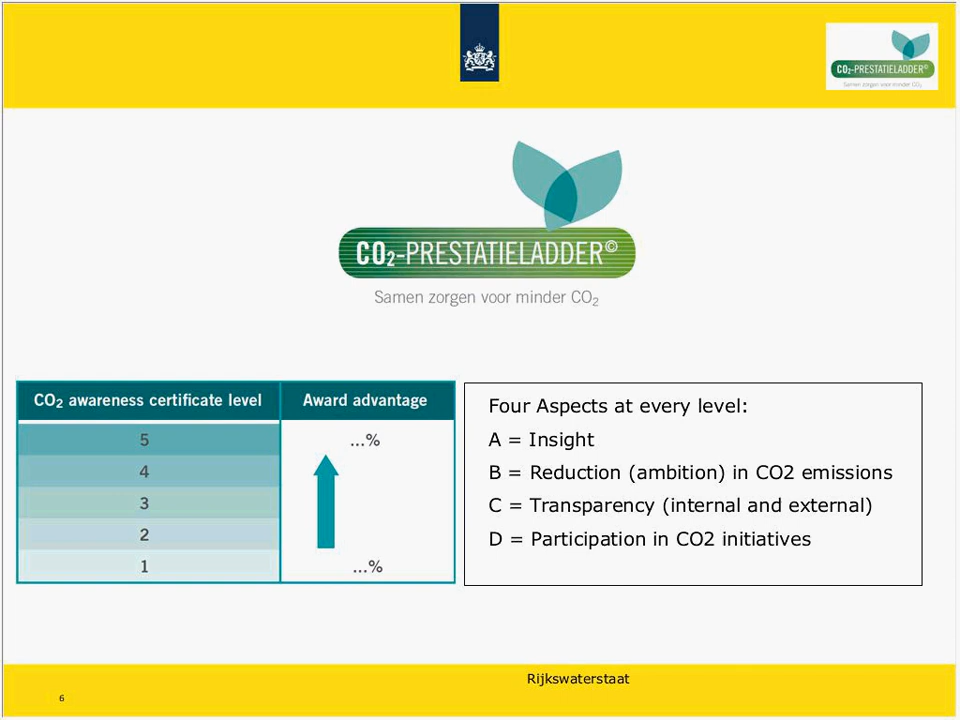 CO₂-PRESTATIELADDER©
Samen zorgen voor minder CO₂
CO₂-PRESTATIELADDER©
Samen zorgen voor minder CO₂
CO₂ awareness certificate level Award advantage
5 ...%
4
3
2
1 ...%
Four Aspects at every level:
A = Insight
B = Reduction (ambition) in CO2 emissions
C = Transparency (internal and external)
D = Participation in CO2 initiatives
Rijkswaterstaat
6